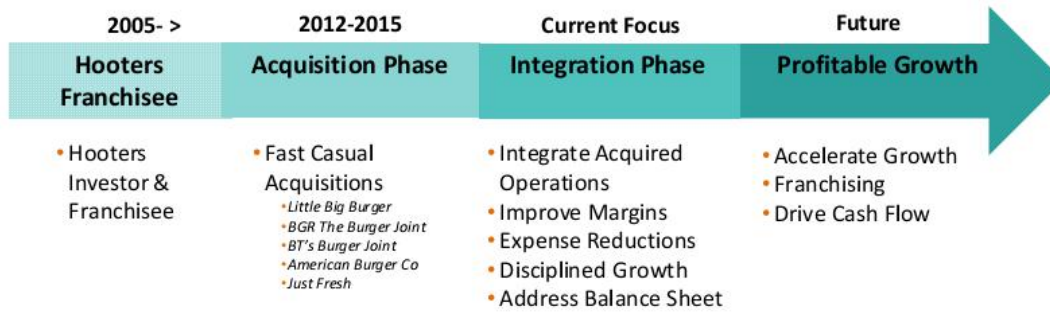 2005- >
2012-2015
Current Focus
Future
Hooters
Franchisee
Acquisition Phase
Integration Phase
Profitable Growth
• Hooters
Investor &
Franchisee
• Fast Casual
Acquisitions
• Little Big Burger
• BGR The Burger Joint
• BT's Burger Joint
• American Burger Co
• Just Fresh
• Integrate Acquired
Operations
• Improve Margins
• Expense Reductions
• Disciplined Growth
• Address Balance Sheet
• Accelerate Growth
• Franchising
• Drive Cash Flow